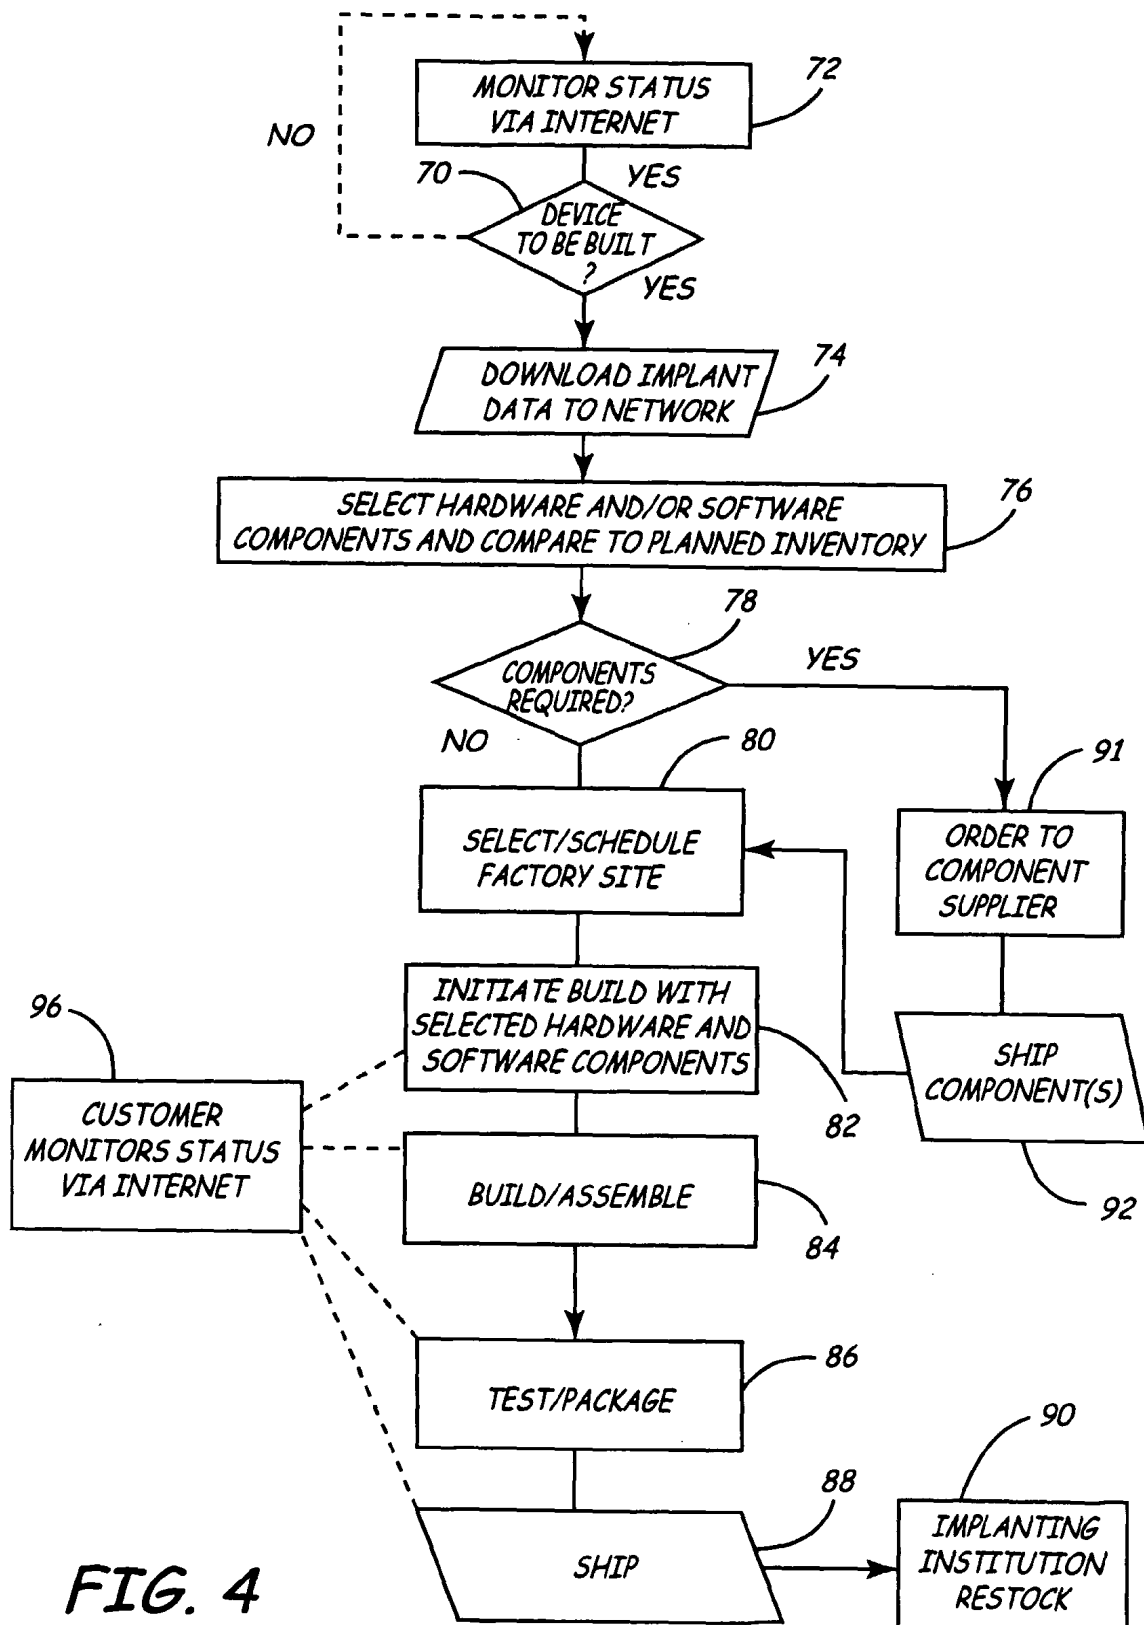 MONITOR STATUS
VIA INTERNET
72
NO
70
YES
DEVICE
TO BE BUILT
?
YES
DOWNLOAD IMPLANT
DATA TO NETWORK
74
SELECT HARDWARE AND/OR SOFTWARE
COMPONENTS AND COMPARE TO PLANNED INVENTORY
76
78
COMPONENTS
REQUIRED?
YES
NO
80
SELECT/SCHEDULE
FACTORY SITE
91
ORDER TO
COMPONENT
SUPPLIER
INITIATE BUILD WITH
SELECTED HARDWARE AND
SOFTWARE COMPONENTS
82
SHIP
COMPONENT(S)
92
96
CUSTOMER
MONITORS STATUS
VIA INTERNET
BUILD/ASSEMBLE
84
TEST/PACKAGE
86
SHIP
88
90
IMPLANTING
INSTITUTION
RESTOCK
FIG. 4